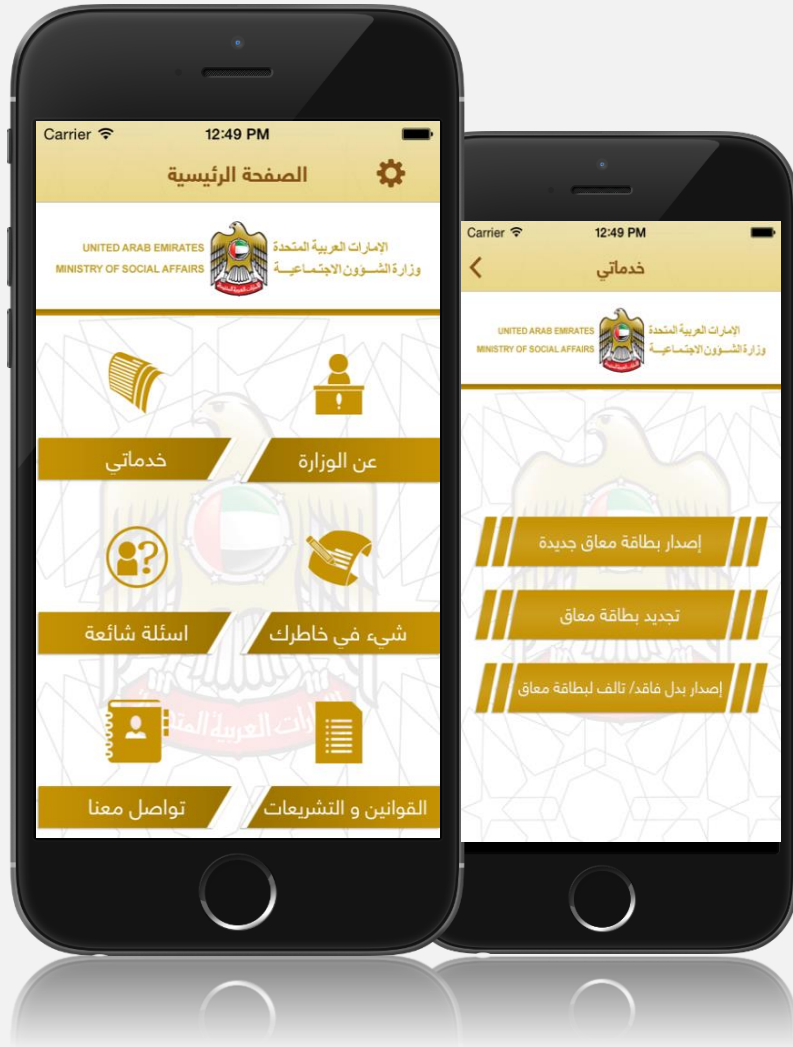 Carrier 12:49 PM
الصفحة الرئيسية
UNITED ARAB EMIRATES
MINISTRY OF SOCIAL AFFAIRS
الإمارات العربية المتحدة
وزارة الشـــؤون الاجتـمـاعيـــة
عن الوزارة
خدماتي
شيء في خاطرك
اسئلة شائعة
القوانين و التشريعات
تواصل معنا
Carrier 12:49 PM
خدماتي
UNITED ARAB EMIRATES
MINISTRY OF SOCIAL AFFAIRS
الإمارات العربية المتحدة
وزارة الشـــؤون الاجتـمـاعيـــة
إصدار بطاقة معاق جديدة
تجديد بطاقة معاق
إصدار بدل فاقد/ تالف لبطاقة معاق